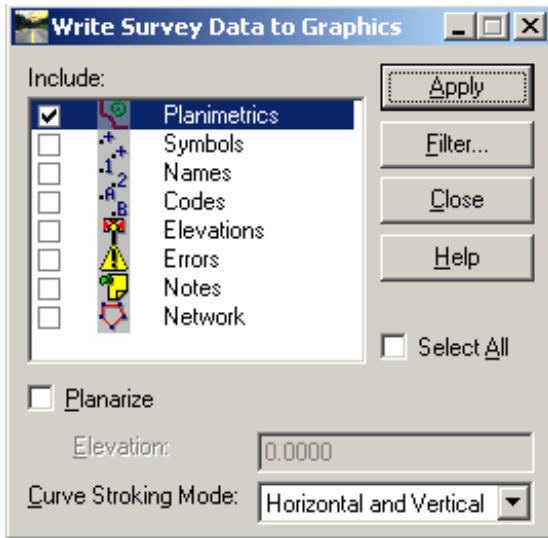 Write Survey Data to Graphics
Include:
Planimetrics
Symbols
Names
Codes
Elevations
Errors
Notes
Network
Apply
Filter...
Close
Help
Select All
Planarize
Elevation:
0.0000
Curve Stroking Mode:
Horizontal and Vertical